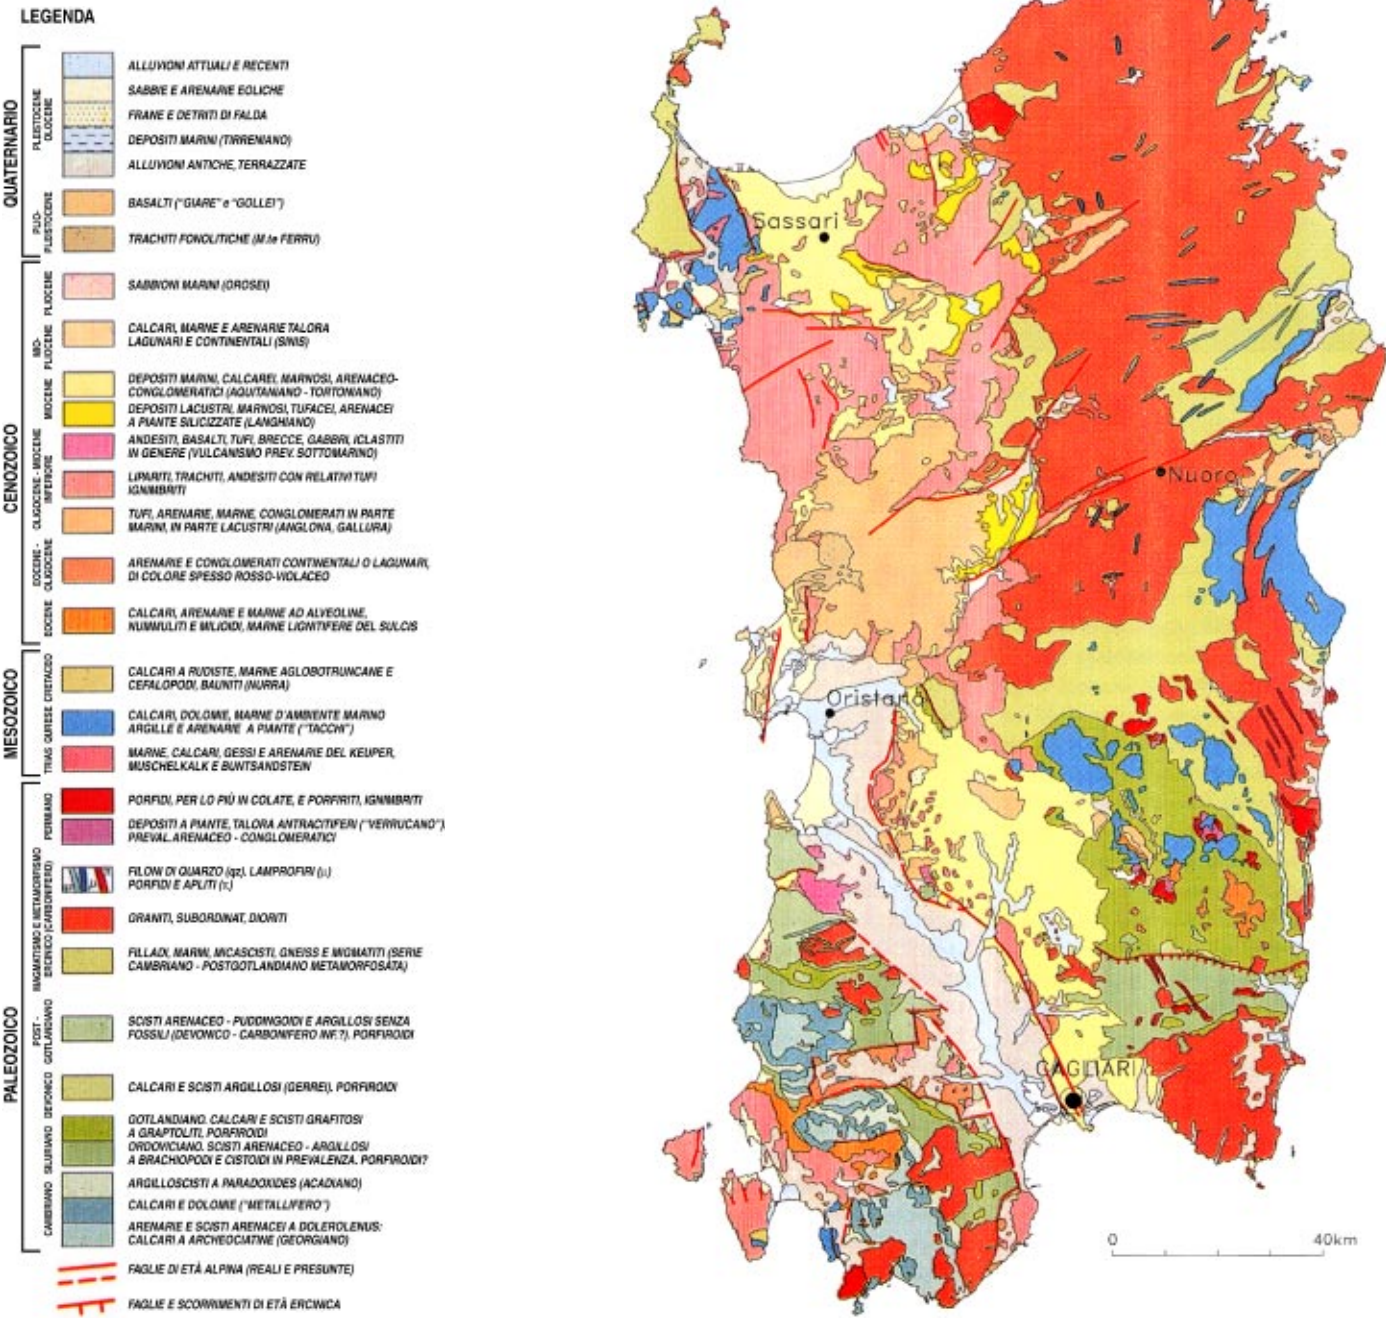 LEGENDA
QUATERNARIO
PLEISTOCENE
OLOCENE
ALLUVIONI ATTUALI E RECENTI
SABBIE E ARENARIE EOLICHE
FRANE E DETRITI DI FALDA
DEPOSITI MARINI (TIRRENIANO)
ALLUVIONI ANTICHE, TERRAZZATE
PLIO-
PLEISTOCENE
BASALTI ("GIARE" e "GOLLEI")
TRACHITI FONOLITICHE (M.te FERRU)
CENOZOICO
PLIOCENE
SABBIONI MARINI (OROSEI)
MIO-
PLIOCENE
CALCARI, MARNE E ARENARIE TALORA
LAGUNARI E CONTINENTALI (SINIS)
MIOCENE
DEPOSITI MARINI, CALCAREI, MARNOSI, ARENACEO-
CONGLOMERATICI (AQUITANIANO - TORTONIANO)
DEPOSITI LACUSTRI, MARNOSI, TUFACEI, ARENACEI
A PIANTE SILICIZZATE (LANGHIANO)
OLIGOCENE - MIOCENE
INFERIORE
ANDESITI, BASALTI, TUFI, BRECCE, GABBRI, ICLASTITI
IN GENERE (VULCANISMO PREV. SOTTOMARINO)
LIPARITI, TRACHITI, ANDESITI CON RELATIVI TUFI
IGNIMBRITI
TUFI, ARENARIE, MARNE, CONGLOMERATI IN PARTE
MARINI, IN PARTE LACUSTRI (ANGLONA, GALLURA)
EOCENE -
OLIGOCENE
ARENARIE E CONGLOMERATI CONTINENTALI O LAGUNARI,
DI COLORE SPESSO ROSSO-VIOLACEO
EOCENE
CALCARI, ARENARIE E MARNE AD ALVEOLINE,
NUMMULITI E MILIOIDI, MARNE LIGNITIFERE DEL SULCIS
MESOZOICO
CRETACEO
CALCARI A RUDISTE, MARNE AGLOBOTRUNCANE E
CEFALOPODI, BAUNITI (NURRA)
GIURESE
CALCARI, DOLOMIE, MARNE D'AMBIENTE MARINO
ARGILLE E ARENARIE A PIANTE ("TACCHI")
TRIAS
MARNE, CALCARI, GESSI E ARENARIE DEL KEUPER,
MUSCHELKALK E BUNTSANDSTEIN
PALEOZOICO
PERMIANO
PORFIDI, PER LO PIÙ IN COLATE, E PORFIRITI, IGNIMBRITI
DEPOSITI A PIANTE, TALORA ANTRACITIFERI ("VERRUCANO")
PREVAL. ARENACEO - CONGLOMERATICI
MAGMATISMO E METAMORFISMO
ERCINICO (CARBONIFERO)
FILONI DI QUARZO (qz), LAMPROFIRI (μ)
PORFIDI E APLITI (π)
GRANITI, SUBORDINAT, DIORITI
FILLADI, MARMI, MICASCISTI, GNEISS E MIGMATITI (SERIE
CAMBRIANO - POSTGOTLANDIANO METAMORFOSATA)
POST -
GOTLANDIANO
SCISTI ARENACEO - PUDDINGOIDI E ARGILLOSI SENZA
FOSSILI (DEVONICO - CARBONIFERO INF.?). PORFIROIDI
DEVONICO
CALCARI E SCISTI ARGILLOSI (GERREI). PORFIROIDI
SILURIANO
GOTLANDIANO. CALCARI E SCISTI GRAFITOSI
A GRAPTOLITI, PORFIROIDI
ORDOVICIANO. SCISTI ARENACEO - ARGILLOSI
A BRACHIOPODI E CISTOIDI IN PREVALENZA. PORFIROIDI?
CAMBRIANO
ARGILLOSCISTI A PARADOXIDES (ACADIANO)
CALCARI E DOLOMIE ("METALLIFERO")
ARENARIE E SCISTI ARENACEI A DOLEROLENUS:
CALCARI A ARCHEOCIATINE (GEORGIANO)
FAGLIE DI ETÀ ALPINA (REALI E PRESUNTE)
FAGLIE E SCORRIMENTI DI ETÀ ERCINICA
Sassari
Nuoro
Oristano
CAGLIARI
0 40km